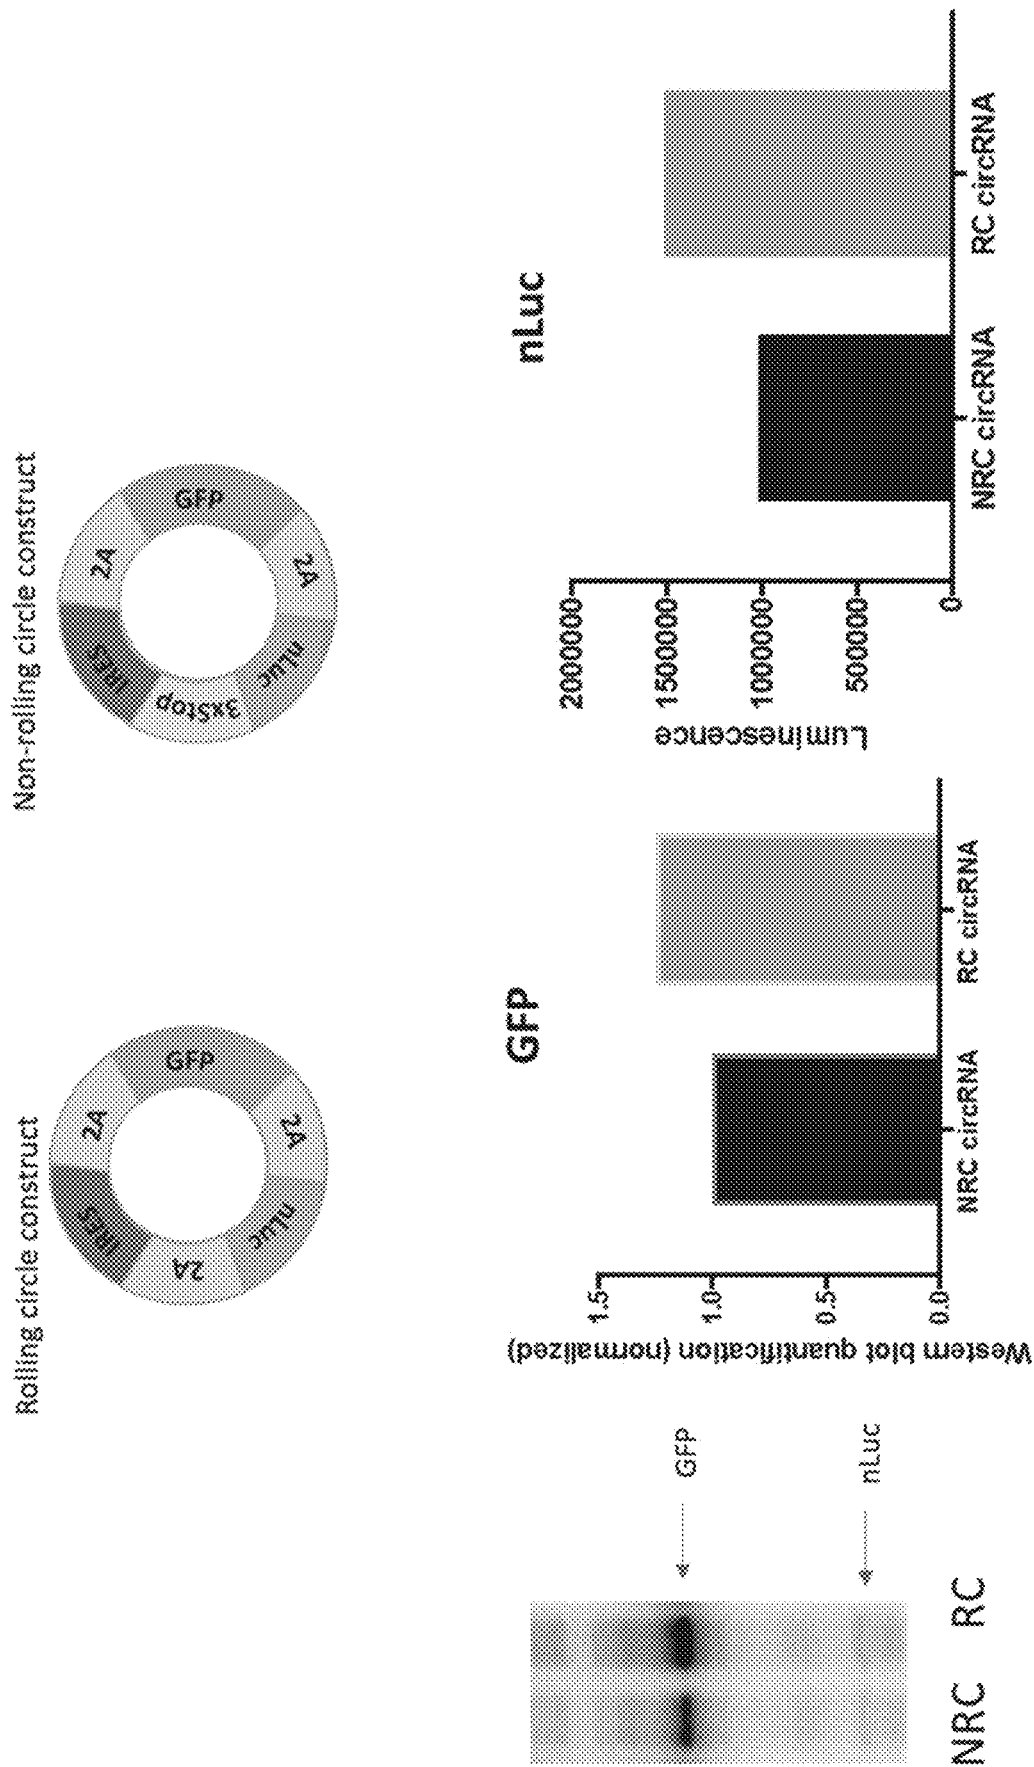 Rolling circle construct
IRES
2A
GFP
2A
nLuc
2A
Non-rolling circle construct
IRES
2A
GFP
2A
nLuc
3xStop
GFP
nLuc
NRC
RC
GFP
Western blot quantification (normalized)
1.5
1.0
0.5
0.0
NRC circRNA
RC circRNA
nLuc
Luminescence
2000000
1500000
1000000
500000
0
NRC circRNA
RC circRNA